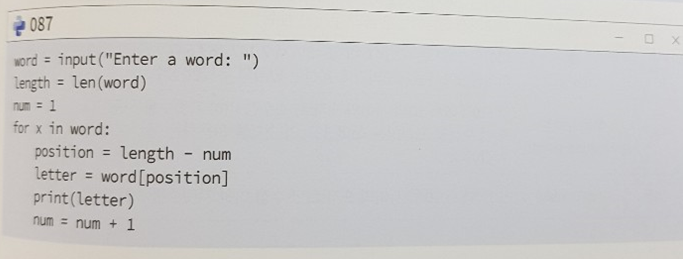 087
word = input("Enter a word: ")
length = len(word)
num = 1
for x in word:
    position = length - num
    letter = word[position]
    print(letter)
    num = num + 1